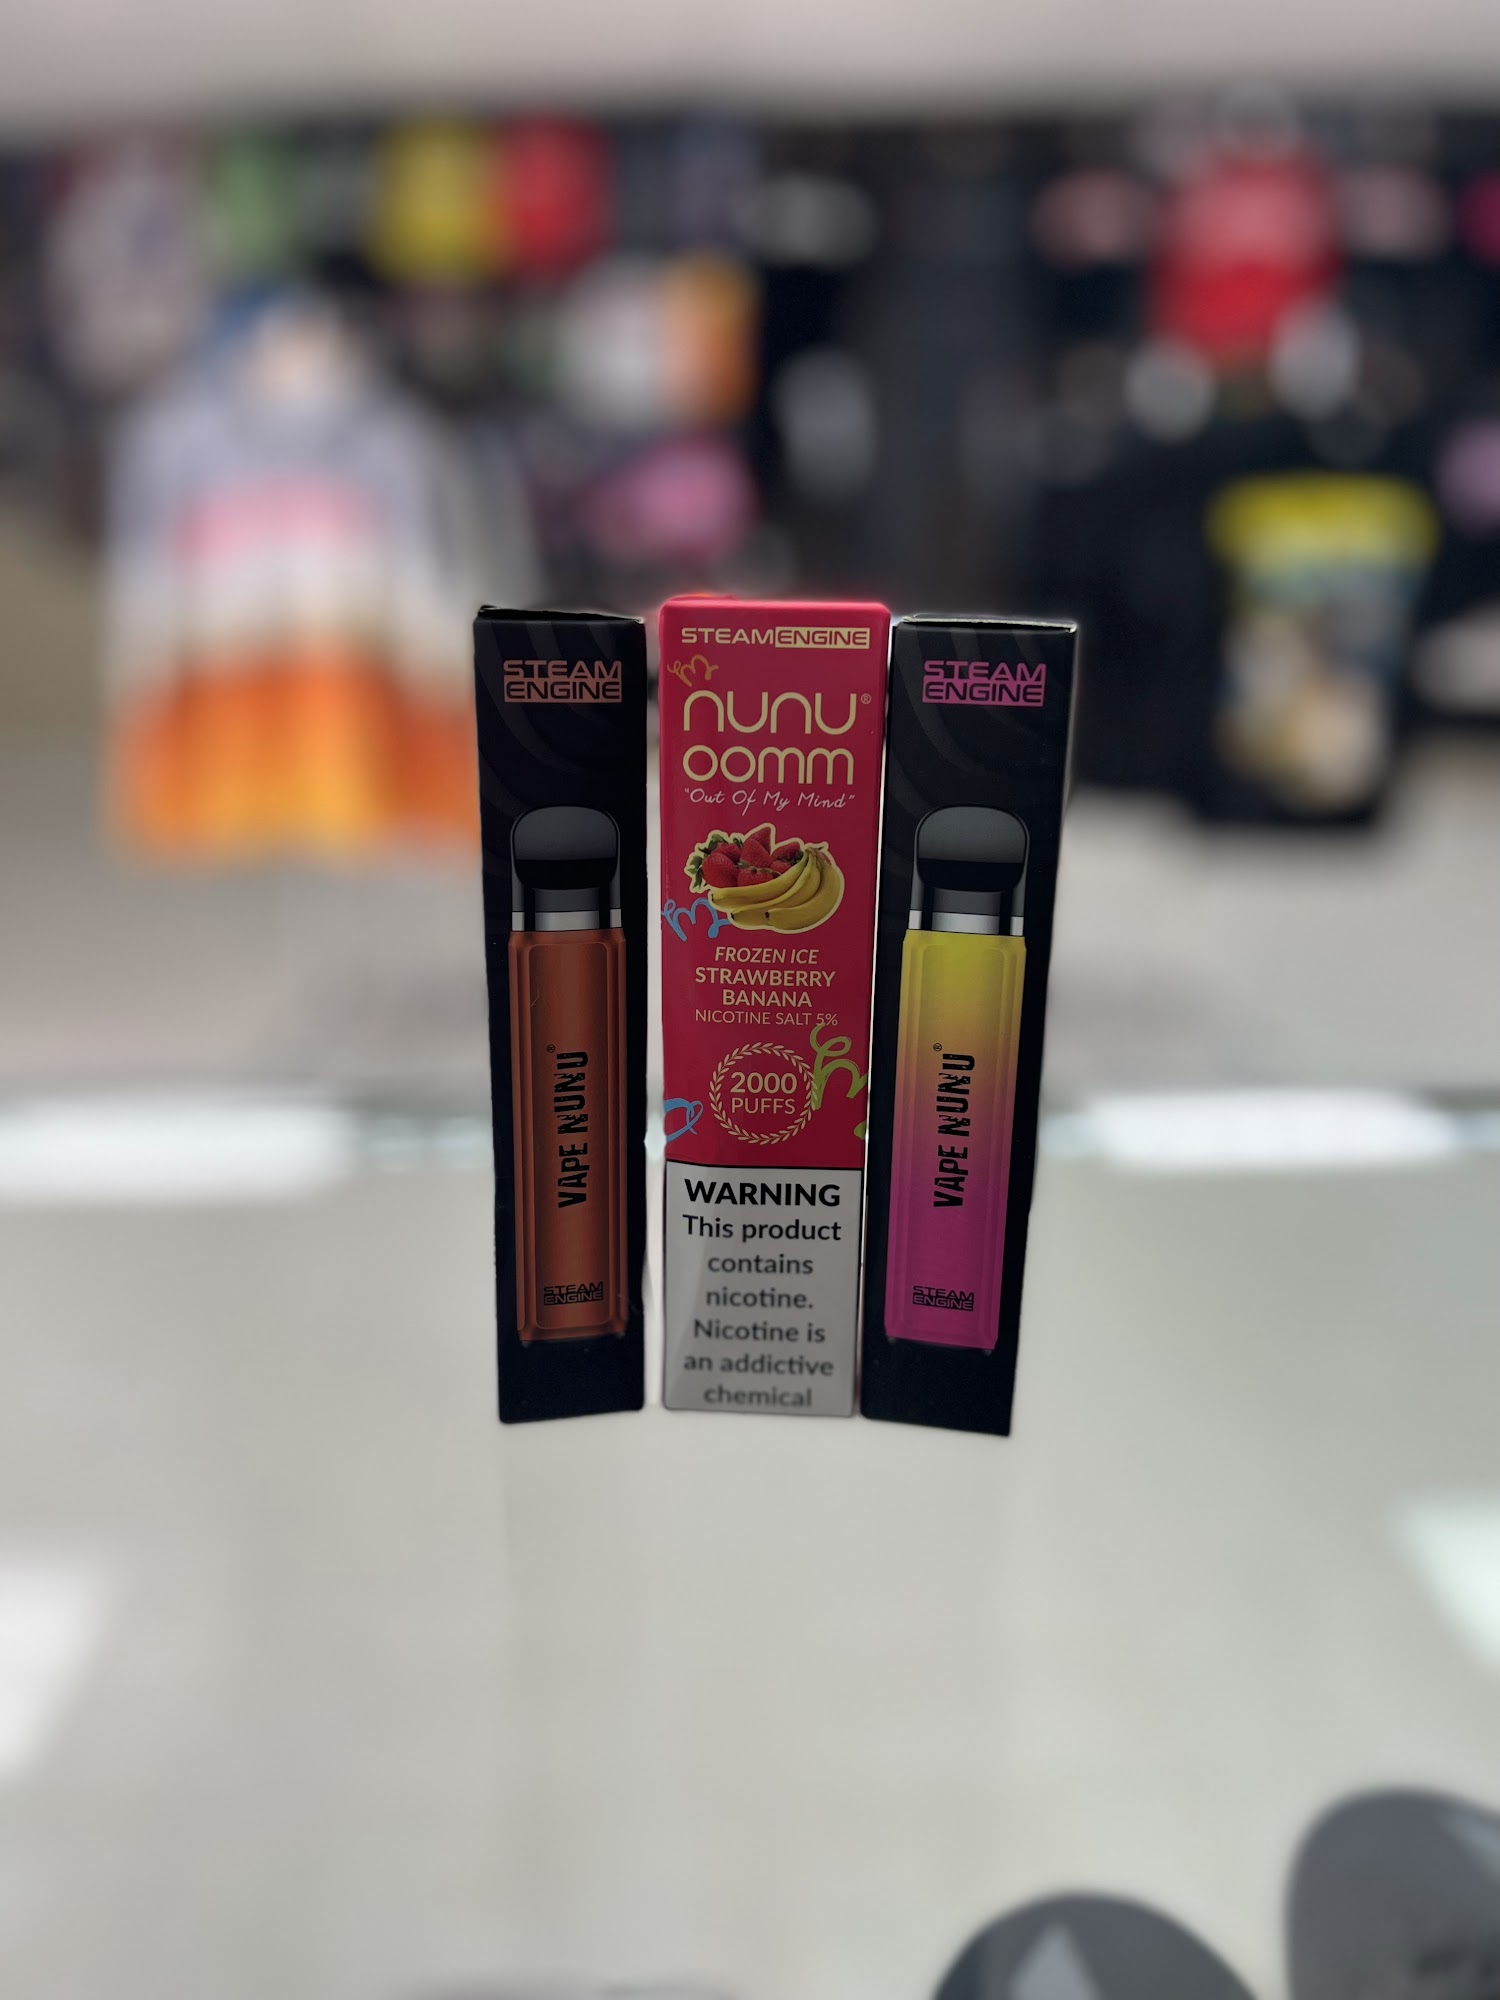 STEAM
ENGINE
VAPE NUNU®
STEAM
ENGINE
STEAMENGINE
nunu®
oomm
"Out Of My Mind"
FROZEN ICE
STRAWBERRY
BANANA
NICOTINE SALT 5%
2000
PUFFS
WARNING
This product
contains
nicotine.
Nicotine is
an addictive
chemical
STEAM
ENGINE
VAPE NUNU®
STEAM
ENGINE